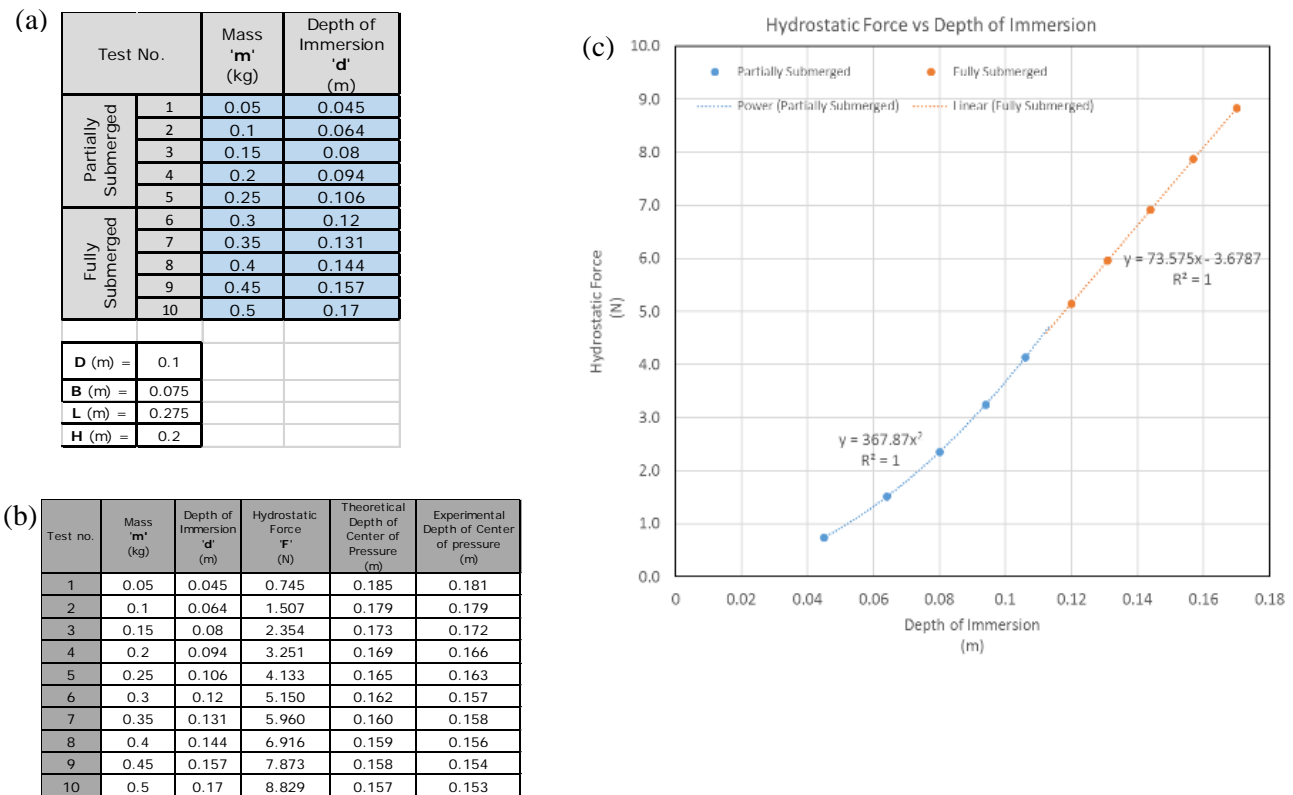 (a)
Test No.
Mass 'm' (kg)
Depth of Immersion 'd' (m)
Partially Submerged
1 0.05 0.045
2 0.1 0.064
3 0.15 0.08
4 0.2 0.094
5 0.25 0.106
Fully Submerged
6 0.3 0.12
7 0.35 0.131
8 0.4 0.144
9 0.45 0.157
10 0.5 0.17
D (m) = 0.1
B (m) = 0.075
L (m) = 0.275
H (m) = 0.2
(b)
Test no.
Mass 'm' (kg)
Depth of Immersion 'd' (m)
Hydrostatic Force 'F' (N)
Theoretical Depth of Center of Pressure (m)
Experimental Depth of Center of pressure (m)
1 0.05 0.045 0.745 0.185 0.181
2 0.1 0.064 1.507 0.179 0.179
3 0.15 0.08 2.354 0.173 0.172
4 0.2 0.094 3.251 0.169 0.166
5 0.25 0.106 4.133 0.165 0.163
6 0.3 0.12 5.150 0.162 0.157
7 0.35 0.131 5.960 0.160 0.158
8 0.4 0.144 6.916 0.159 0.156
9 0.45 0.157 7.873 0.158 0.154
10 0.5 0.17 8.829 0.157 0.153
(c)
Hydrostatic Force vs Depth of Immersion
Partially Submerged
Fully Submerged
Power (Partially Submerged)
Linear (Fully Submerged)
10.0
9.0
8.0
7.0
6.0
5.0
4.0
3.0
2.0
1.0
0.0
Hydrostatic Force
(N)
y = 73.575x - 3.6787
R² = 1
y = 367.87x²
R² = 1
0 0.02 0.04 0.06 0.08 0.1 0.12 0.14 0.16 0.18
Depth of Immersion
(m)